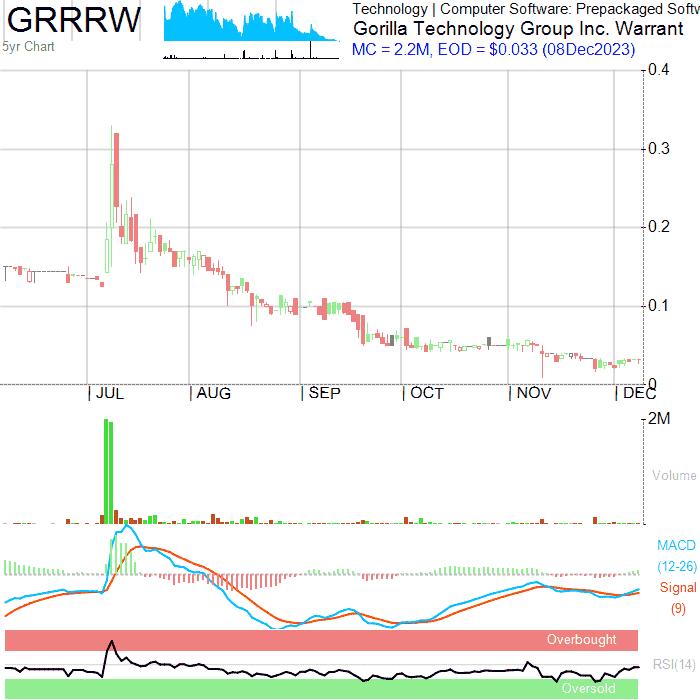 GRRRW
5yr Chart
Technology | Computer Software: Prepackaged Softw
Gorilla Technology Group Inc. Warrant
MC = 2.2M, EOD = $0.033 (08Dec2023)
0.4
0.3
0.2
0.1
0
JUL AUG SEP OCT NOV DEC
2M
Volume
MACD
(12-26)
Signal
(9)
Overbought
RSI(14)
Oversold